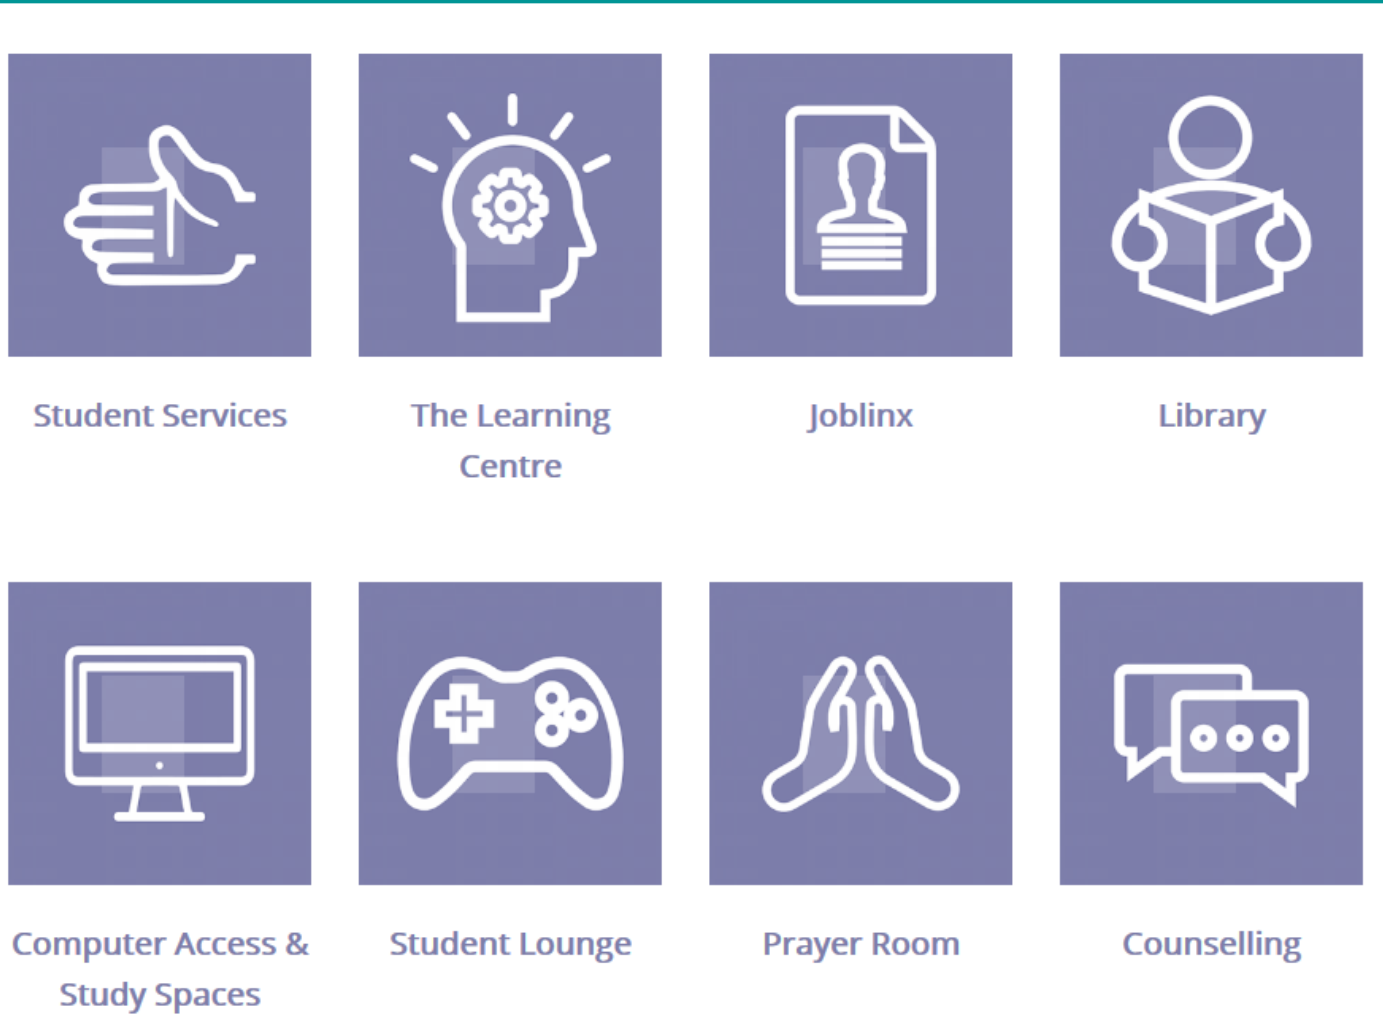 Student Services
The Learning
Centre
Joblinx
Library
Computer Access &
Study Spaces
Student Lounge
Prayer Room
Counselling